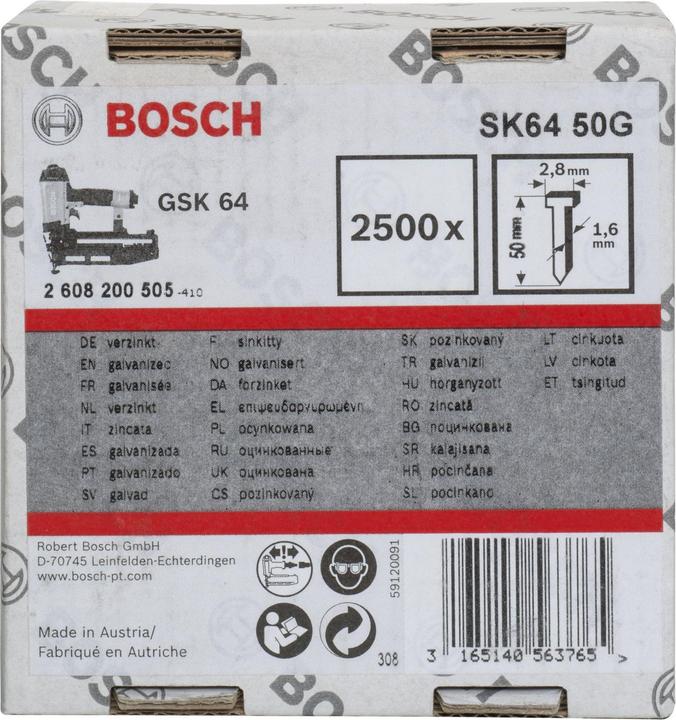 BOSCH
SK64 50G
GSK 64
2500 x
2,8mm
50 mm
1,6
mm
2 608 200 505 -410
DE verzinkt
EN galvanized
FR galvanisée
NL verzinkt
IT zincata
ES galvanizada
PT galvanizado
SV galvad
FI sinkitty
NO galvanisert
DA forzinket
EL επιψευδαργυρωμένη
PL ocynkowana
RU оцинкованные
UK оцинкована
CS pozinkovaný
SK pozinkovaný
TR galvanizli
HU horganyzott
RO zincată
BG поцинкована
SR kalajisana
HR pocinčana
SL pocinkano
LT cinkuota
LV cinkota
ET tsingitud
Robert Bosch GmbH
D-70745 Leinfelden-Echterdingen
www.bosch-pt.com
Made in Austria/
Fabriqué en Autriche
59120091
308
3 165140 563765 >